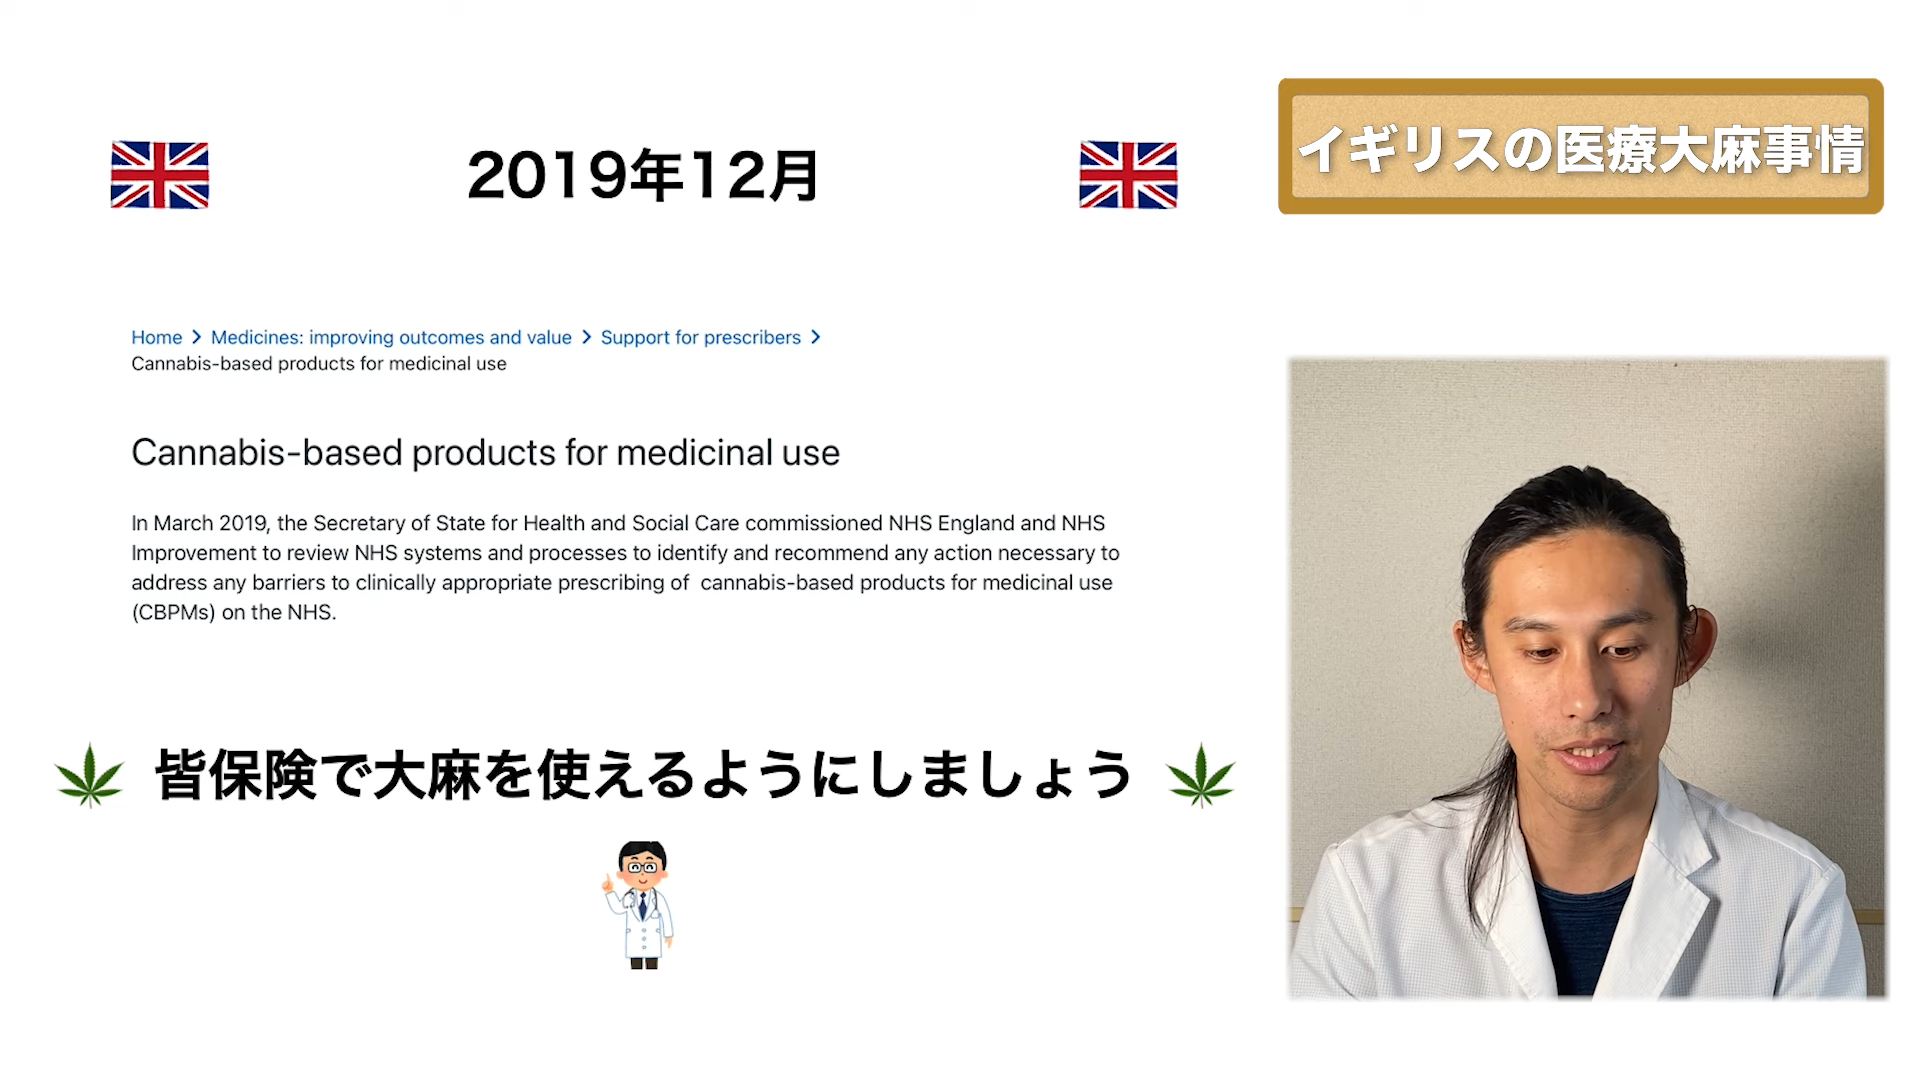 2019年12月
イギリスの医療大麻事情
Home > Medicines: improving outcomes and value > Support for prescribers >
Cannabis-based products for medicinal use
Cannabis-based products for medicinal use
In March 2019, the Secretary of State for Health and Social Care commissioned NHS England and NHS
Improvement to review NHS systems and processes to identify and recommend any action necessary to
address any barriers to clinically appropriate prescribing of cannabis-based products for medicinal use
(CBPMs) on the NHS.
皆保険で大麻を使えるようにしましょう